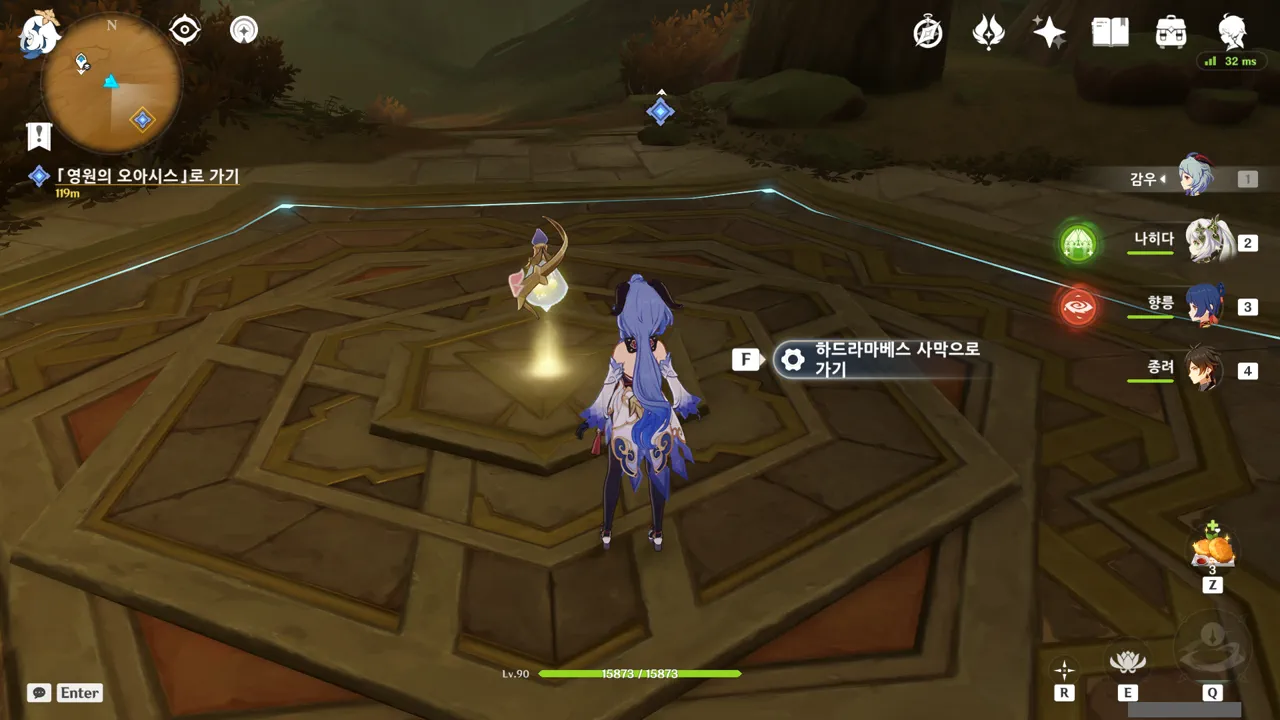 N
32 ms
「영원의 오아시스」로 가기
119m
감우
1
나히다
2
향릉
3
종려
4
F
하드라마베스 사막으로
가기
3
Z
Lv.90
15873 / 15873
Enter
R
E
Q